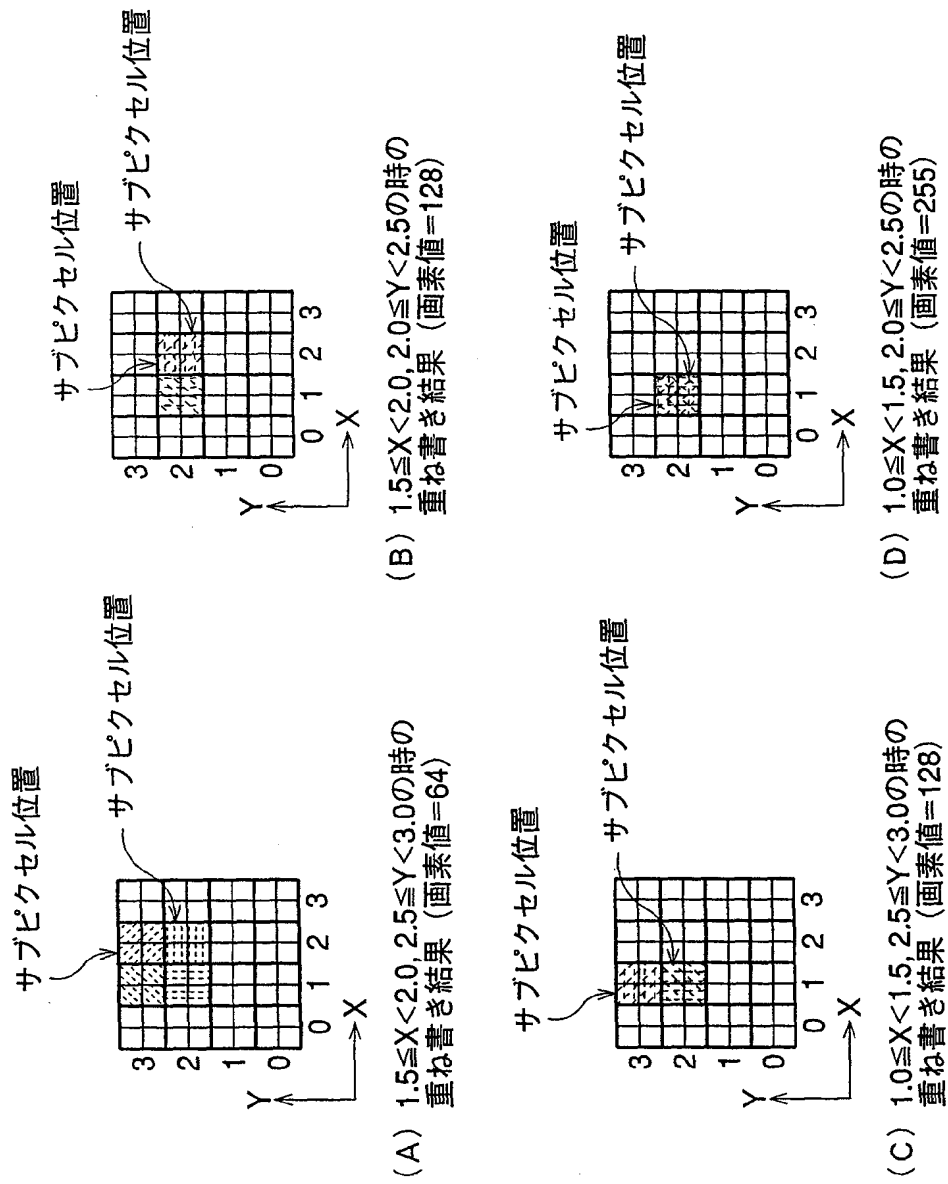 サブピクセル位置
サブピクセル位置
3
2
1
0
Y
0 1 2 3
X
(A) 1.5≦X<2.0, 2.5≦Y<3.0の時の
重ね書き結果 (画素値=64)
サブピクセル位置
サブピクセル位置
3
2
1
0
Y
0 1 2 3
X
(B) 1.5≦X<2.0, 2.0≦Y<2.5の時の
重ね書き結果 (画素値=128)
サブピクセル位置
サブピクセル位置
3
2
1
0
Y
0 1 2 3
X
(C) 1.0≦X<1.5, 2.5≦Y<3.0の時の
重ね書き結果 (画素値=128)
サブピクセル位置
サブピクセル位置
3
2
1
0
Y
0 1 2 3
X
(D) 1.0≦X<1.5, 2.0≦Y<2.5の時の
重ね書き結果 (画素値=255)